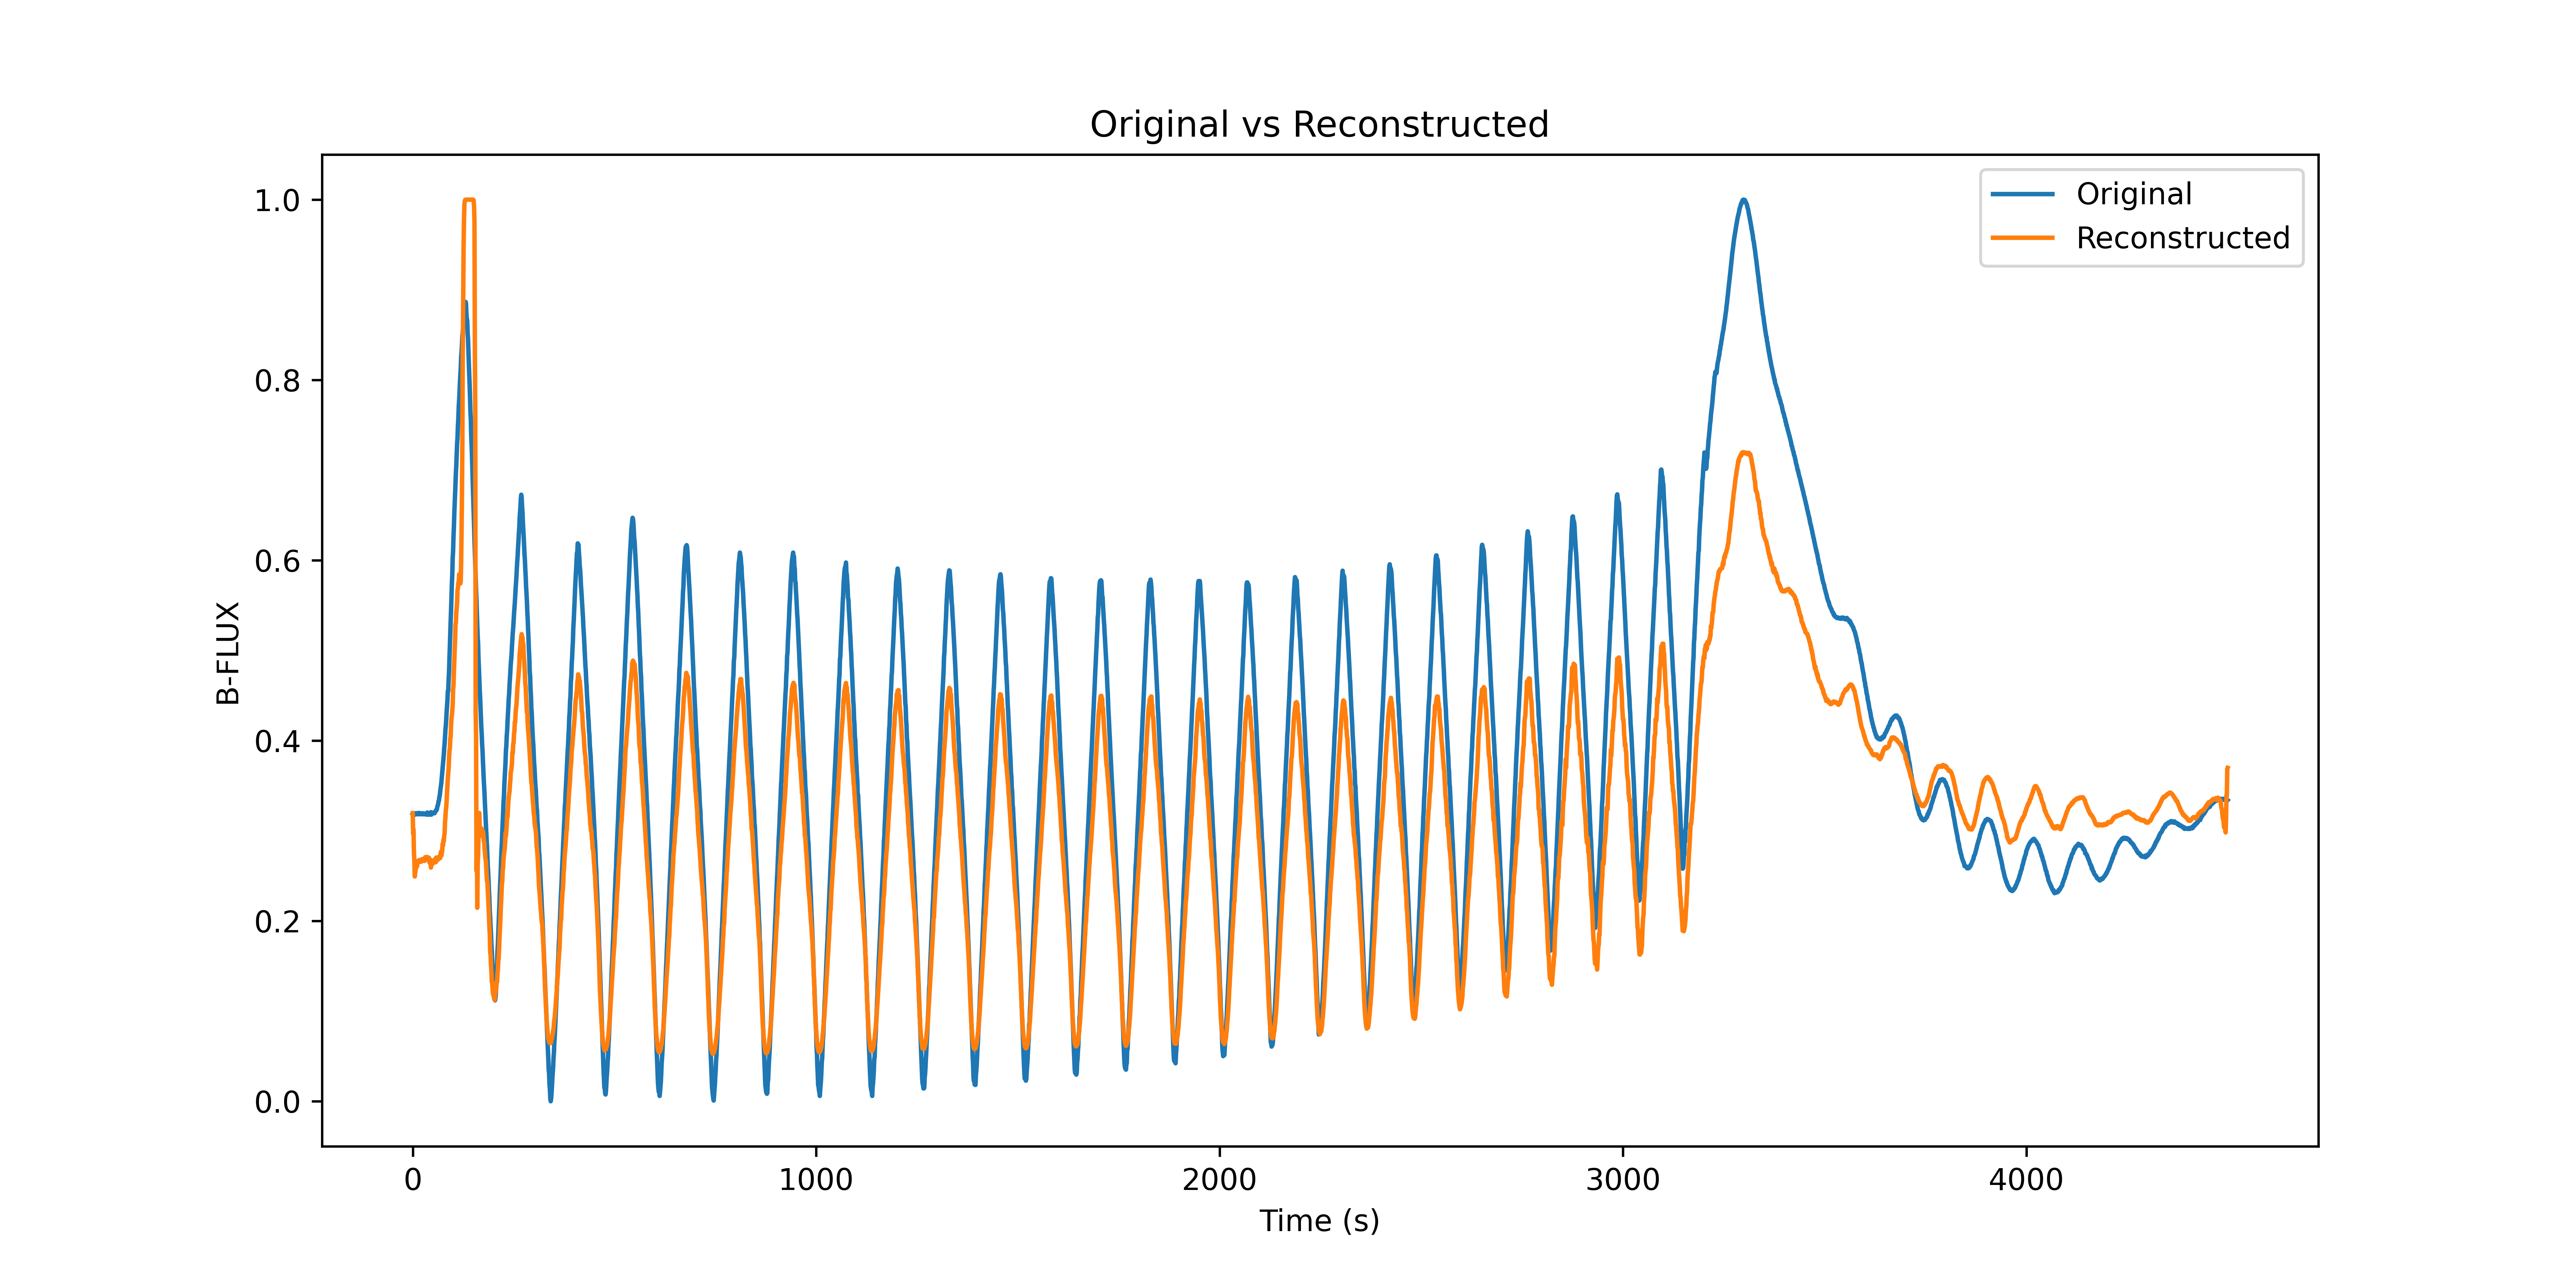 Original vs Reconstructed
Original
Reconstructed
1.0
0.8
0.6
0.4
0.2
0.0
B-FLUX
0 1000 2000 3000 4000
Time (s)